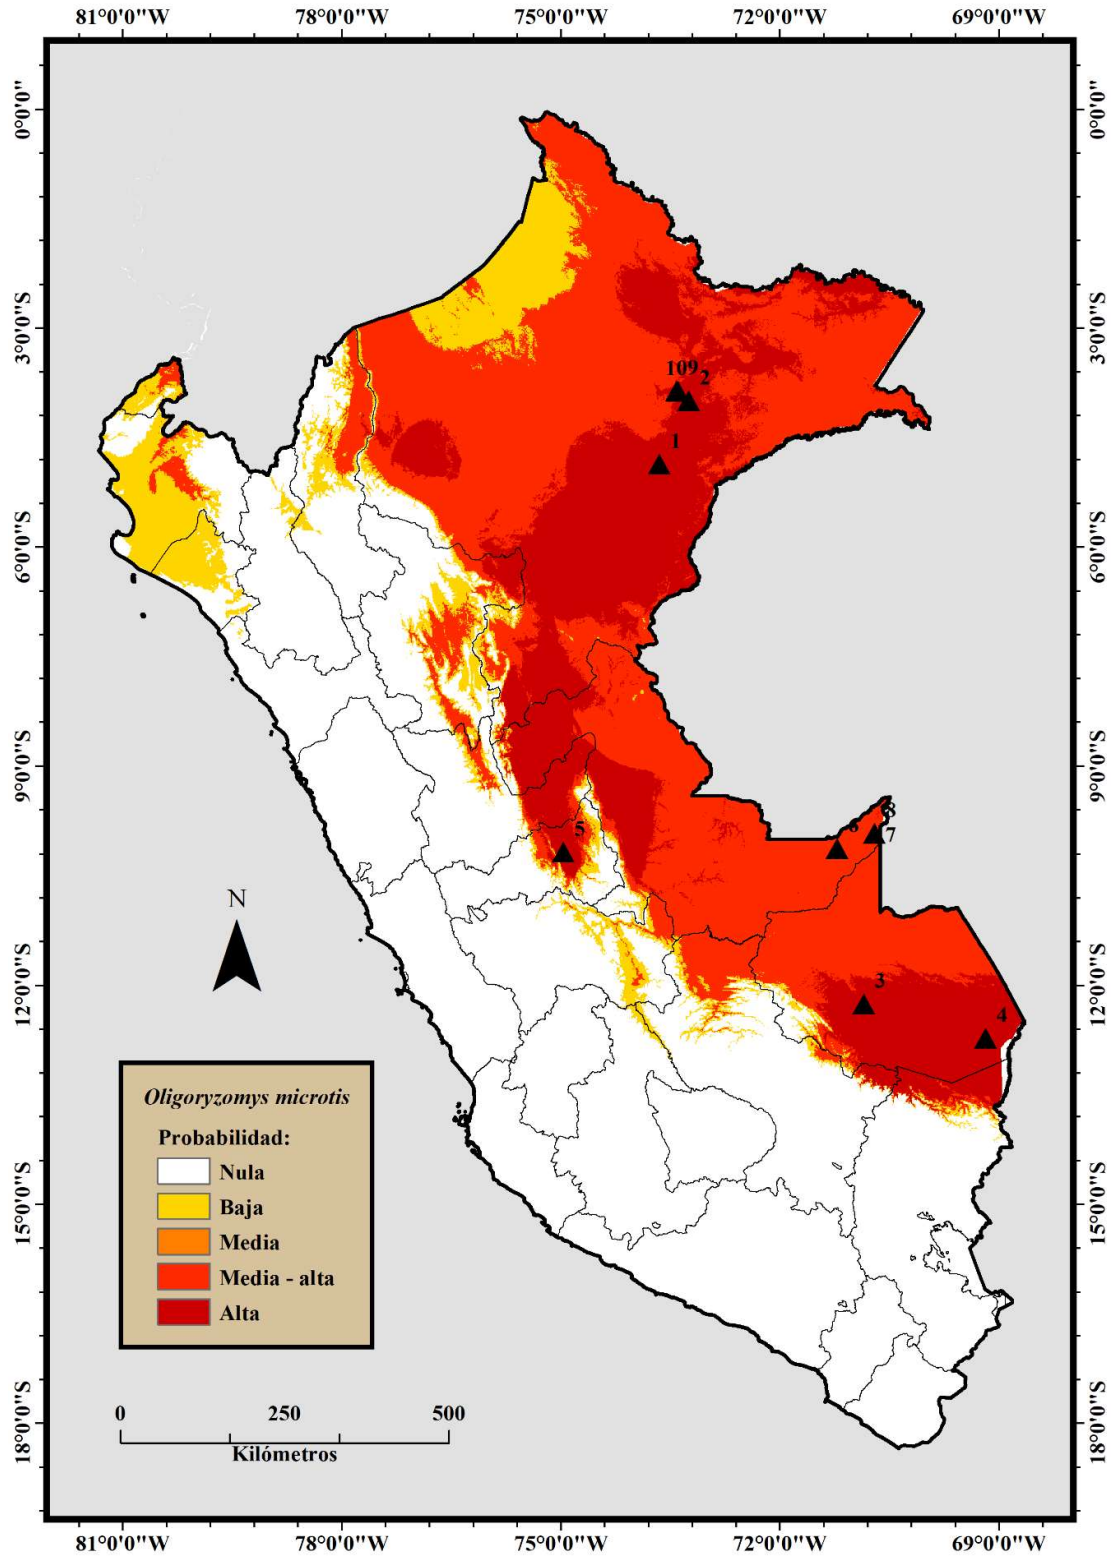 81°0'0"W 78°0'0"W 75°0'0"W 72°0'0"W 69°0'0"W
0°0'0" 0°0'0"
3°0'0"S 3°0'0"S
109 2
1
6°0'0"S 6°0'0"S
9°0'0"S 9°0'0"S
8
5 7
N
12°0'0"S 3 12°0'0"S
4
Oligoryzomys microtis
Probabilidad:
Nula
Baja
15°0'0"S 15°0'0"S
Media
Media - alta
Alta
18°0'0"S 18°0'0"S
0 250 500
Kilómetros
81°0'0"W 78°0'0"W 75°0'0"W 72°0'0"W 69°0'0"W